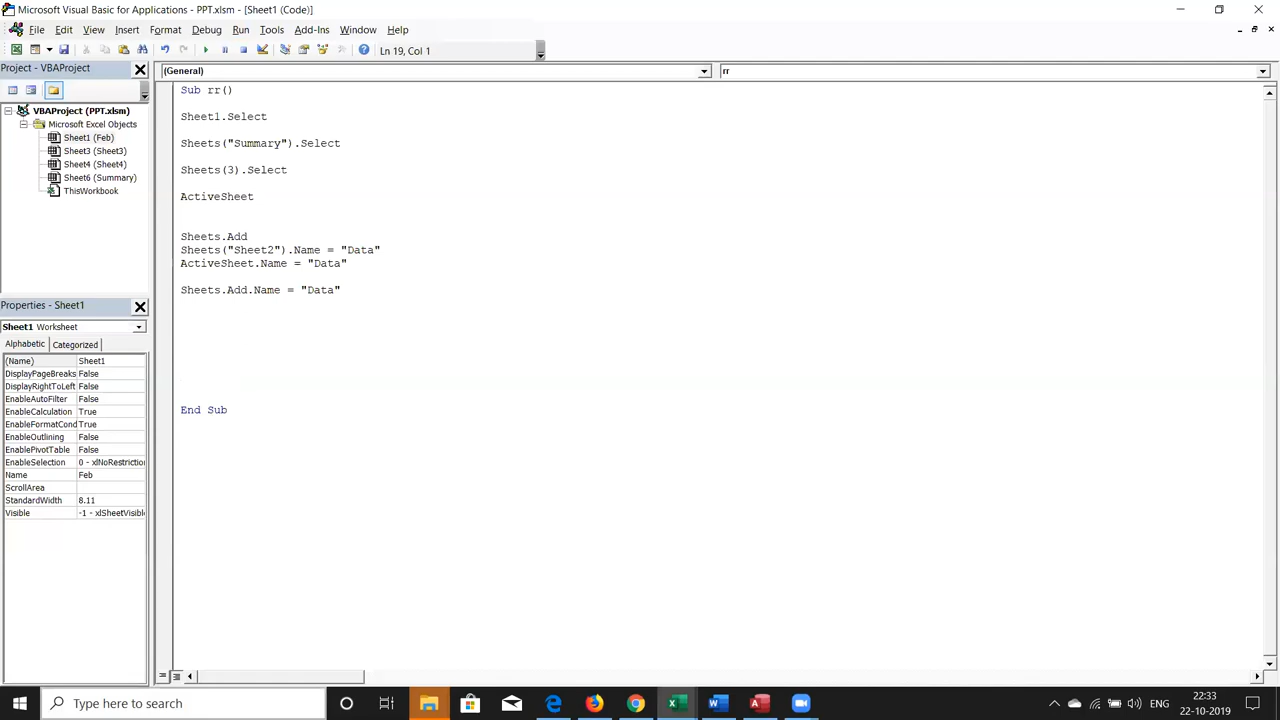 Microsoft Visual Basic for Applications - PPT.xlsm - [Sheet1 (Code)]
File Edit View Insert Format Debug Run Tools Add-Ins Window Help
Ln 19, Col 1
Project - VBAProject
(General)
rr
VBAProject (PPT.xlsm)
Microsoft Excel Objects
Sheet1 (Feb)
Sheet3 (Sheet3)
Sheet4 (Sheet4)
Sheet6 (Summary)
ThisWorkbook
Sub rr()
Sheet1.Select
Sheets("Summary").Select
Sheets(3).Select
ActiveSheet
Sheets.Add
Sheets("Sheet2").Name = "Data"
ActiveSheet.Name = "Data"
Sheets.Add.Name = "Data"
End Sub
Properties - Sheet1
Sheet1 Worksheet
Alphabetic Categorized
(Name) Sheet1
DisplayPageBreaks False
DisplayRightToLeft False
EnableAutoFilter False
EnableCalculation True
EnableFormatCond True
EnableOutlining False
EnablePivotTable False
EnableSelection 0 - xlNoRestriction
Name Feb
ScrollArea
StandardWidth 8.11
Visible -1 - xlSheetVisible
Type here to search
ENG
22:33
22-10-2019